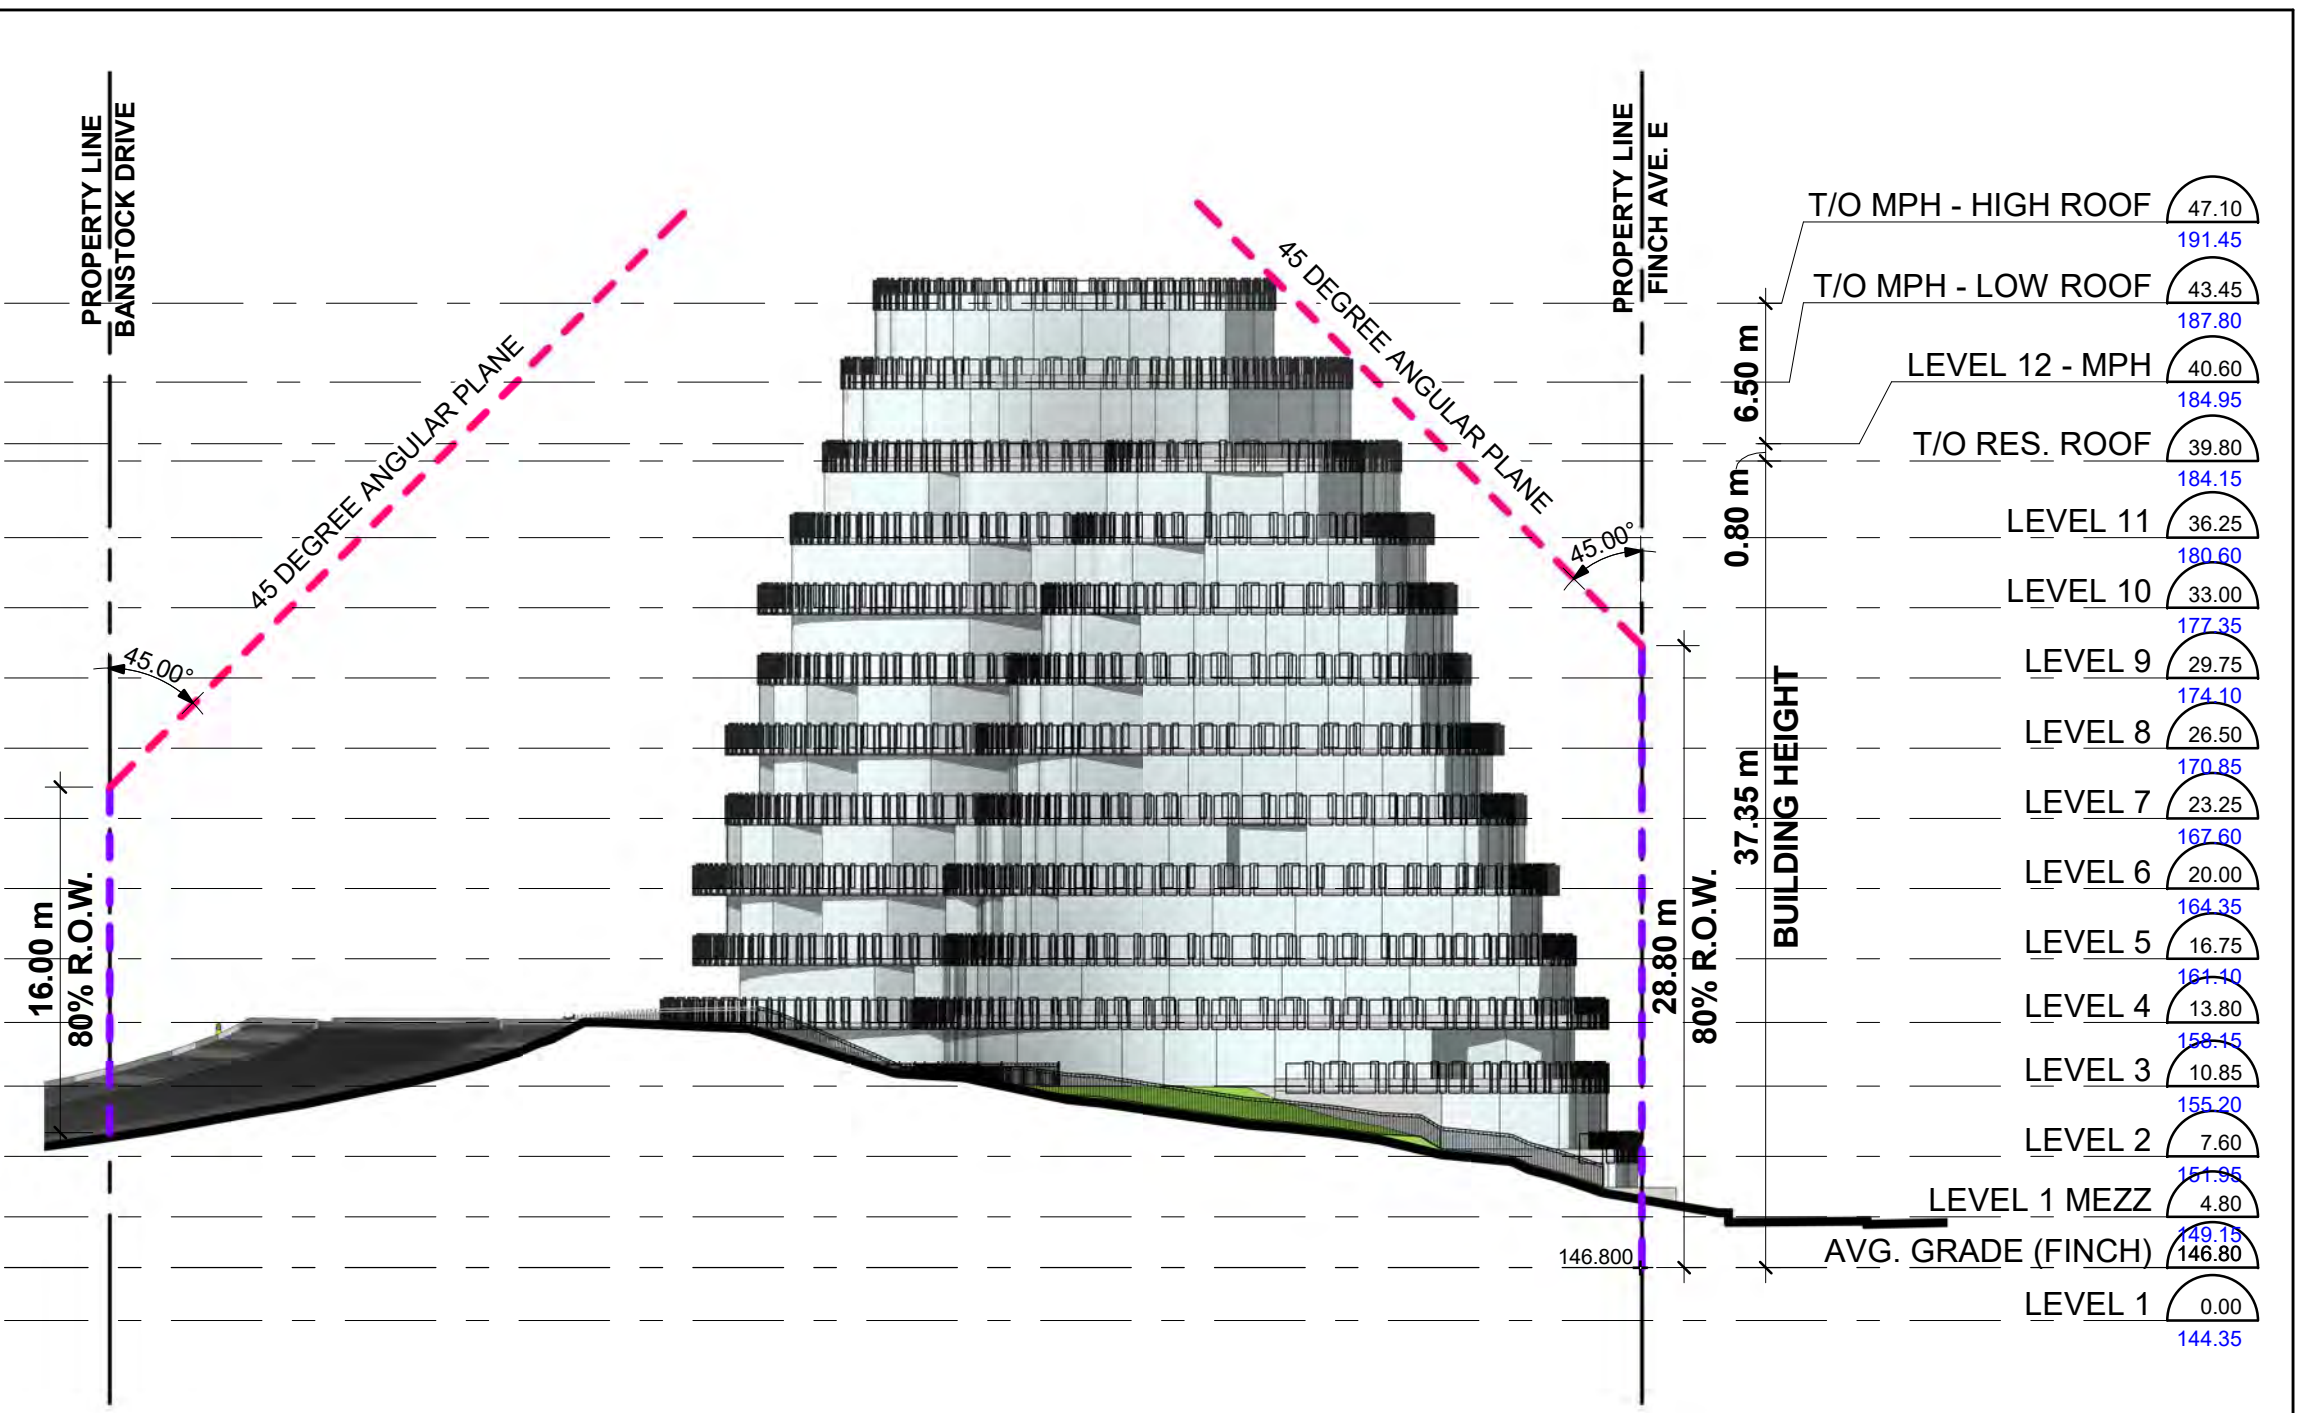 PROPERTY LINE
BANSTOCK DRIVE
PROPERTY LINE
FINCH AVE. E
45 DEGREE ANGULAR PLANE
45 DEGREE ANGULAR PLANE
45.00°
45.00°
16.00 m
80% R.O.W.
28.80 m
80% R.O.W.
6.50 m
0.80 m
37.35 m
BUILDING HEIGHT
146.800
T/O MPH - HIGH ROOF 47.10
191.45
T/O MPH - LOW ROOF 43.45
187.80
LEVEL 12 - MPH 40.60
184.95
T/O RES. ROOF 39.80
184.15
LEVEL 11 36.25
180.60
LEVEL 10 33.00
177.35
LEVEL 9 29.75
174.10
LEVEL 8 26.50
170.85
LEVEL 7 23.25
167.60
LEVEL 6 20.00
164.35
LEVEL 5 16.75
161.10
LEVEL 4 13.80
158.15
LEVEL 3 10.85
155.20
LEVEL 2 7.60
151.95
LEVEL 1 MEZZ 4.80
149.15
AVG. GRADE (FINCH) 146.80
LEVEL 1 0.00
144.35